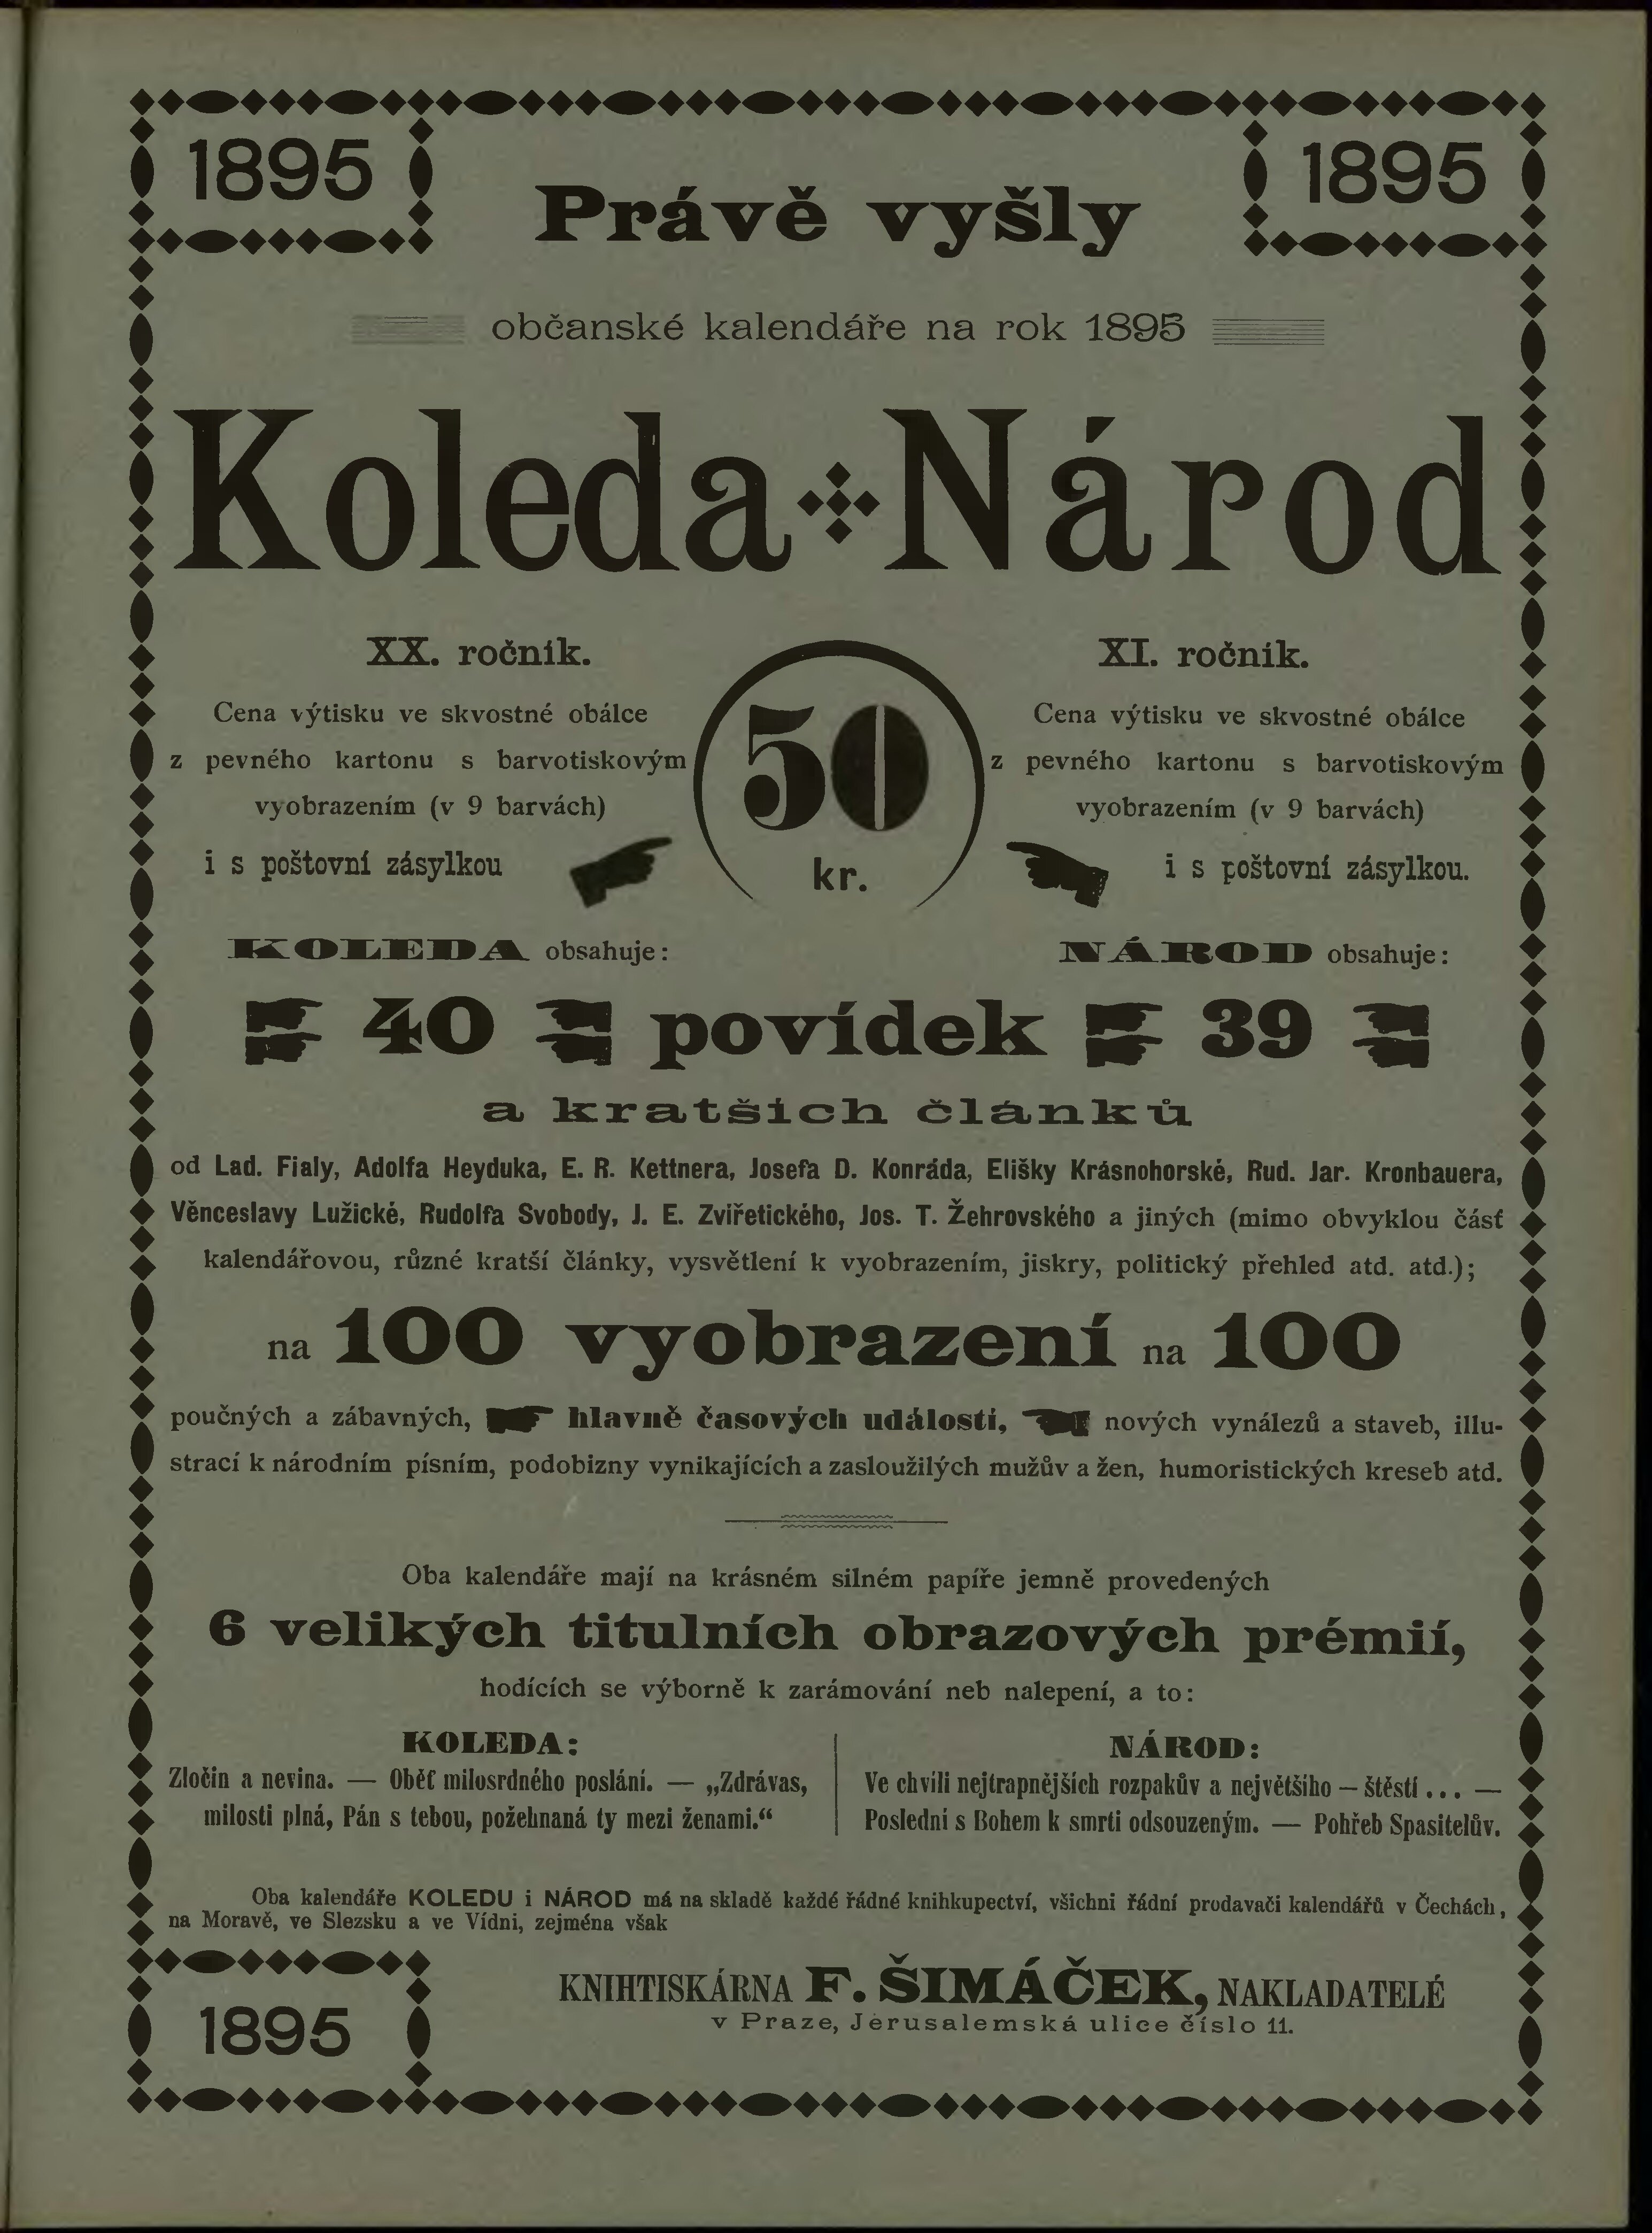 1895
1895
Právě vyšly
občanské kalendáře na rok 1895
Koleda Národ
XX. ročník.
Cena výtisku ve skvostné obálce
z pevného kartonu s barvotiskovým
vyobrazením (v 9 barvách)
i s poštovní zásylkou
50
kr.
XI. ročník.
Cena výtisku ve skvostné obálce
z pevného kartonu s barvotiskovým
vyobrazením (v 9 barvách)
i s poštovní zásylkou.
KOLEDA obsahuje:
NÁROD obsahuje:
40 povídek 39
a kratších článků
od Lad. Fialy, Adolfa Heyduka, E. R. Kettnera, Josefa D. Konráda, Elišky Krásnohorské, Rud. Jar. Kronbauera,
Věnceslavy Lužické, Rudolfa Svobody, J. E. Zvířetického, Jos. T. Žehrovského a jiných (mimo obvyklou část
kalendářovou, různé kratší články, vysvětlení k vyobrazením, jiskry, politický přehled atd. atd.);
na 100 vyobrazení na 100
poučných a zábavných, hlavně časových událostí, nových vynálezů a staveb, illu-
strací k národním písním, podobizny vynikajících a zasloužilých mužův a žen, humoristických kreseb atd.
Oba kalendáře mají na krásném silném papíře jemně provedených
6 velikých titulních obrazových prémií,
hodících se výborně k zarámování neb nalepení, a to:
KOLEDA:
Zločin a nevina. — Oběť milosrdného poslání. — „Zdrávas,
milosti plná, Pán s tebou, požehnaná ty mezi ženami.“
NÁROD:
Ve chvíli nejtrapnějších rozpakův a největšího — štěstí ... —
Poslední s Bohem k smrti odsouzeným. — Pohřeb Spasitelův.
Oba kalendáře KOLEDU i NÁROD má na skladě každé řádné knihkupectví, všichni řádní prodavači kalendářů v Čechách,
na Moravě, ve Slezsku a ve Vídni, zejména však
1895
KNIHTISKÁRNA F. ŠIMÁČEK, NAKLADATELÉ
v Praze, Jerusalemská ulice číslo 11.